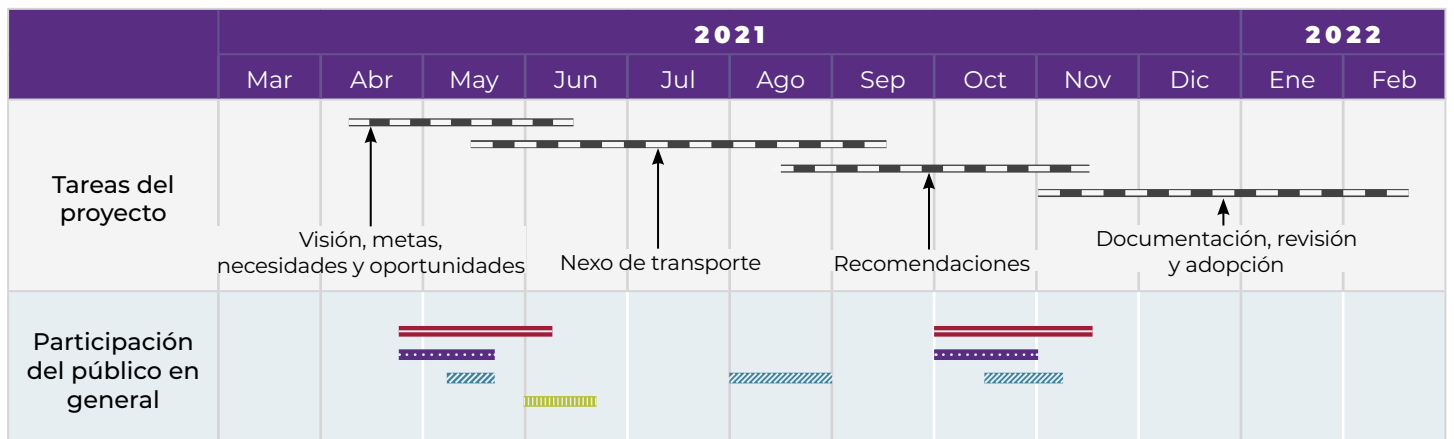 2021
2022
Mar
Abr
May
Jun
Jul
Ago
Sep
Oct
Nov
Dic
Ene
Feb
Tareas del
proyecto
Visión, metas,
necesidades y oportunidades
Nexo de transporte
Recomendaciones
Documentación, revisión
y adopción
Participación
del público en
general